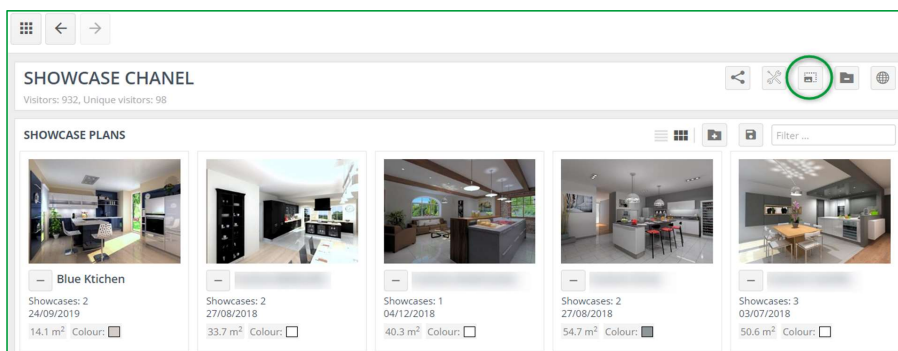 SHOWCASE CHANEL
Visitors: 932, Unique visitors: 98
SHOWCASE PLANS
Filter ...
Blue Ktichen
Showcases: 2
24/09/2019
14.1 m² Colour:
Showcases: 2
27/08/2018
33.7 m² Colour:
Showcases: 1
04/12/2018
40.3 m² Colour:
Showcases: 2
27/08/2018
54.7 m² Colour:
Showcases: 3
03/07/2018
50.6 m² Colour: